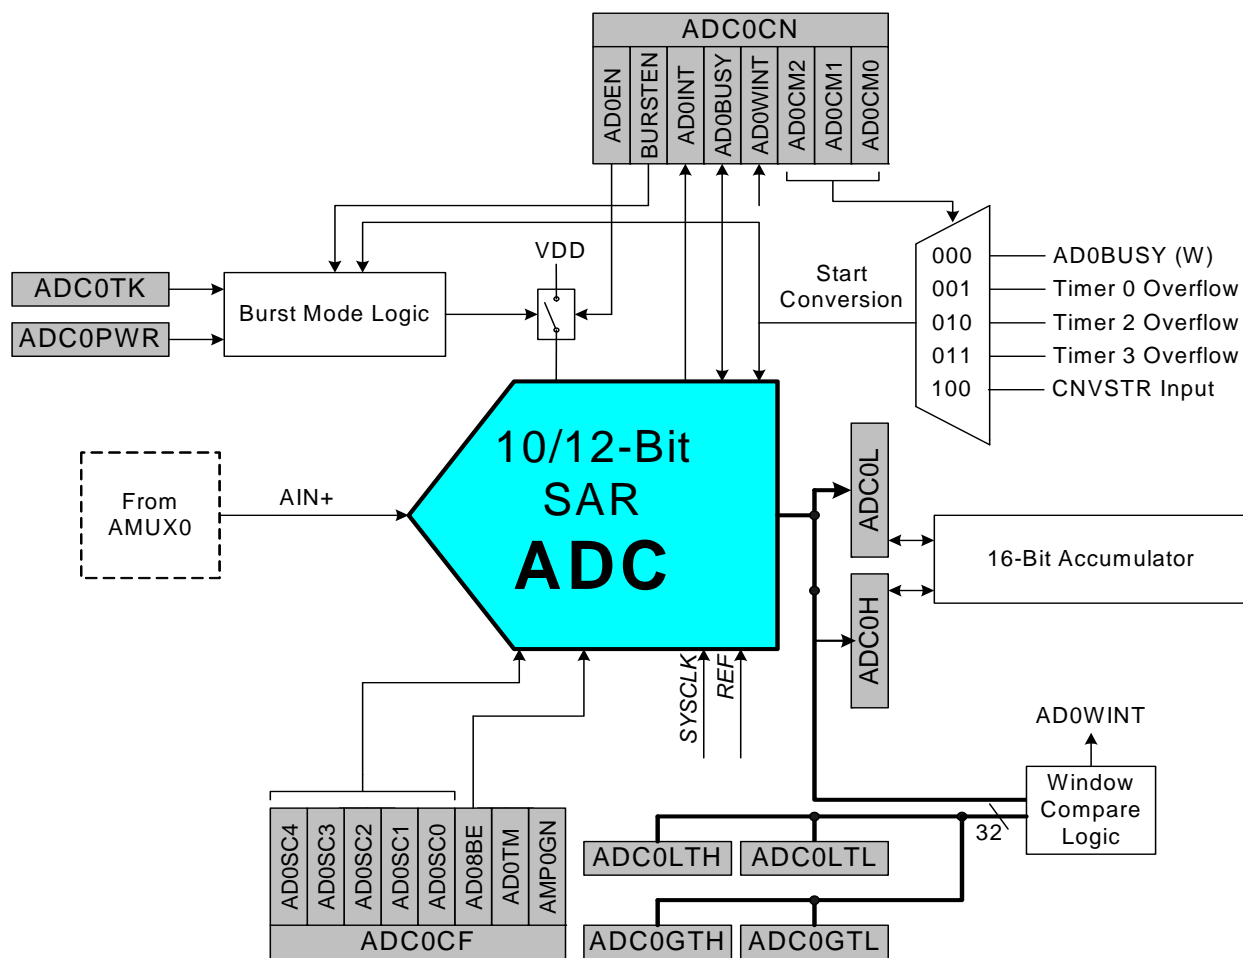 ADC0CN
AD0EN
BURSTEN
AD0INT
AD0BUSY
AD0WINT
AD0CM2
AD0CM1
AD0CM0
VDD
ADC0TK
ADC0PWR
Burst Mode Logic
Start
Conversion
000
001
010
011
100
AD0BUSY (W)
Timer 0 Overflow
Timer 2 Overflow
Timer 3 Overflow
CNVSTR Input
From
AMUX0
AIN+
10/12-Bit
SAR
ADC
ADC0L
ADC0H
16-Bit Accumulator
SYSCLK
REF
AD0WINT
Window
Compare
Logic
32
AD0SC4
AD0SC3
AD0SC2
AD0SC1
AD0SC0
AD08BE
AD0TM
AMP0GN
ADC0CF
ADC0LTH
ADC0LTL
ADC0GTH
ADC0GTL